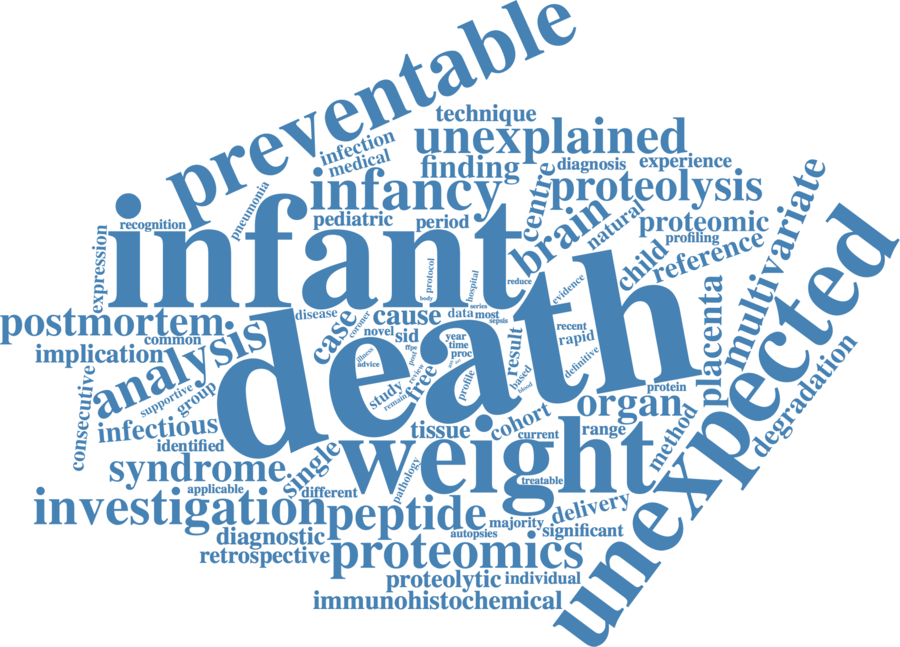 preventable
technique
unexplained
infection
medical
finding
diagnosis
experience
infancy
centre
proteolysis
pneumonia
pediatric
period
brain
natural
proteomic
profiling
recognition
infant
child
reference
multivariate
expression
protocol
hospital
body
reduce
evidence
series
unexpected
postmortem
disease
case
coroner
cause
data
most
sepsis
common
implication
analysis
novel
sid
ffpe
year
time
proc
result
recent
rapid
death
placenta
illness
advice
post
review
free
profile
based
blood
definitive
consecutive
supportive
group
study
remain
protein
organ
degradation
infectious
identified
tissue
cohort
current
range
method
weight
syndrome
single
pathology
treatable
applicable
different
investigation
peptide
majority
delivery
significant
autopsies
diagnostic
retrospective
proteomics
proteolytic
individual
immunohistochemical